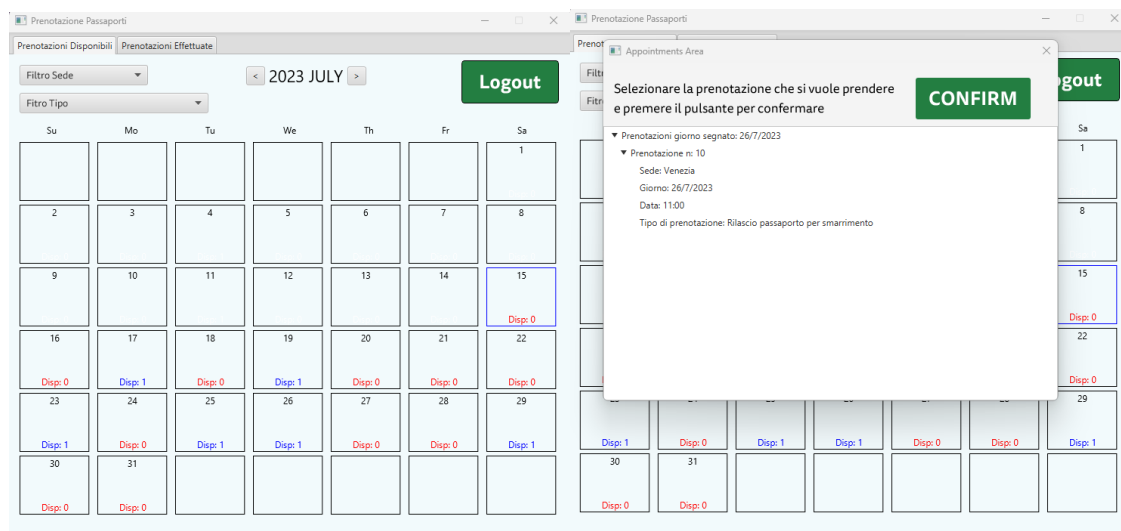 Prenotazione Passaporti
Prenotazioni Disponibili Prenotazioni Effettuate
Filtro Sede
< 2023 JULY >
Logout
Fitro Tipo
Su Mo Tu We Th Fr Sa
1
2 3 4 5 6 7 8
9 10 11 12 13 14 15
Disp: 0
16 17 18 19 20 21 22
Disp: 0 Disp: 1 Disp: 0 Disp: 1 Disp: 0 Disp: 0 Disp: 0
23 24 25 26 27 28 29
Disp: 1 Disp: 0 Disp: 1 Disp: 1 Disp: 0 Disp: 0 Disp: 1
30 31
Disp: 0 Disp: 0
Prenotazione Passaporti
Prenot
Appointments Area
Filt
Selezionare la prenotazione che si vuole prendere
e premere il pulsante per confermare
CONFIRM
gout
Fitr
Prenotazioni giorno segnato: 26/7/2023
Prenotazione n: 10
Sede: Venezia
Giorno: 26/7/2023
Data: 11:00
Tipo di prenotazione: Rilascio passaporto per smarrimento
Sa
1
8
15
Disp: 0
22
Disp: 0
29
Disp: 1 Disp: 0 Disp: 1 Disp: 1 Disp: 0 Disp: 0 Disp: 1
30 31
Disp: 0 Disp: 0